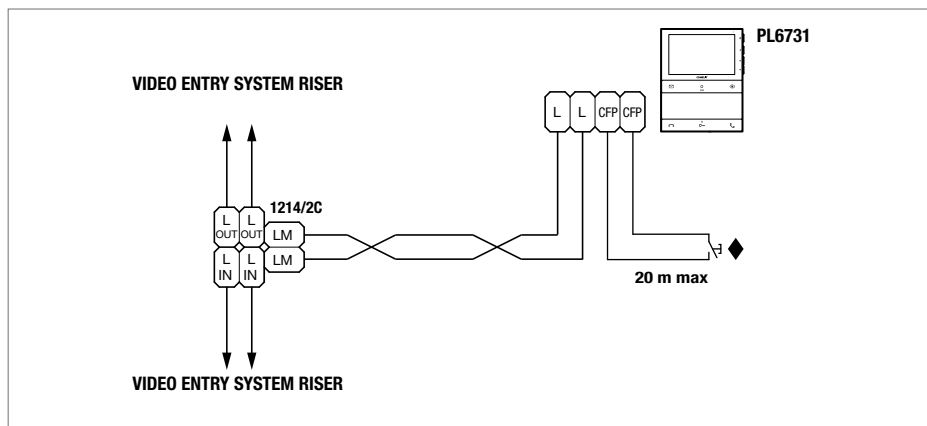 PL6731
VIDEO ENTRY SYSTEM RISER
L L CFP CFP
1214/2C
L L
OUT OUT
LM
LM
L L
IN IN
20 m max
VIDEO ENTRY SYSTEM RISER